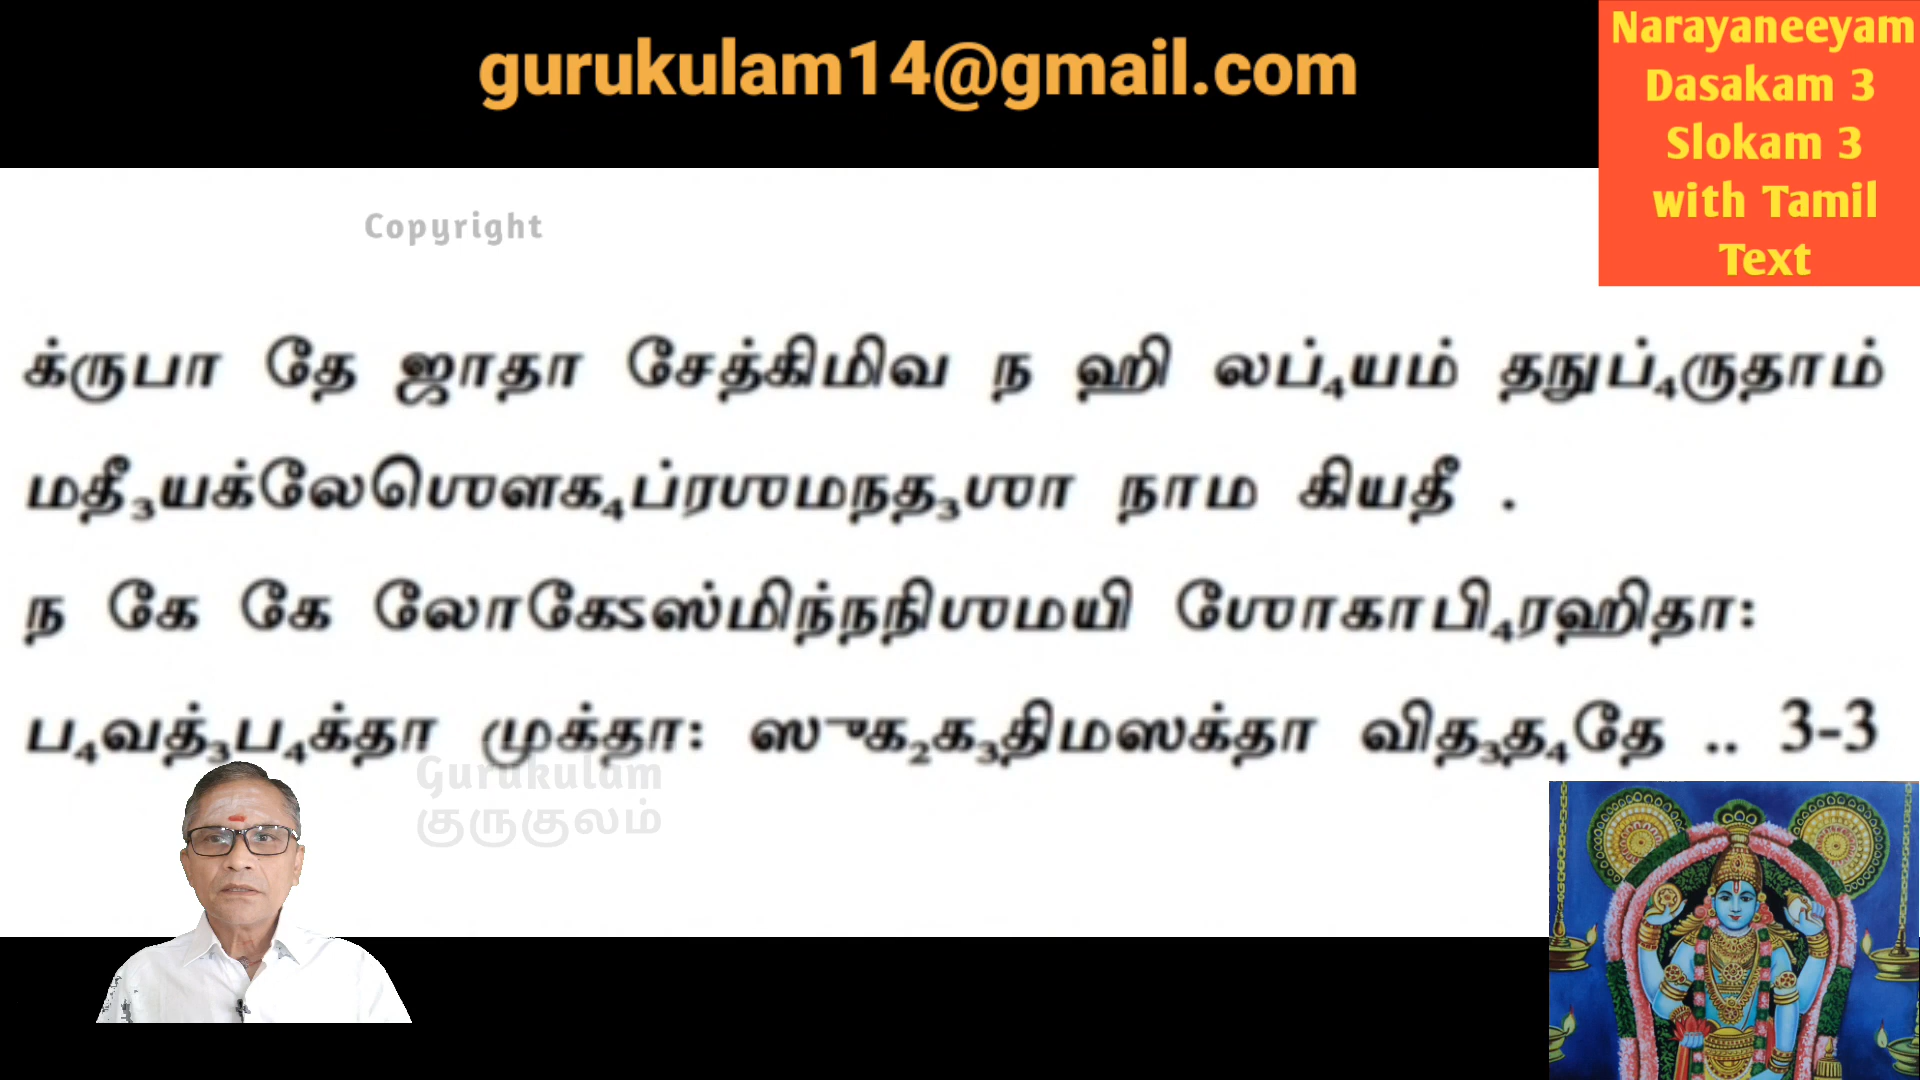 gurukulam14@gmail.com
Narayaneeyam
Dasakam 3
Slokam 3
with Tamil
Text
Copyright
க்ருபா தே ஜாதா சேத்கிமிவ ந ஹி லப்₄யம் தநுப்₄ருதாம்
மதீ₃யக்லேஶௌக₄ப்ரஶமநத₃ஶா நாம கியதீ .
ந கே கே லோகேઽஸ்மிந்நநிஶமயி ஶோகாபி₄ரஹிதா:
ப₄வத்₃ப₄க்தா முக்தா: ஸுக₂க₃திமஸக்தா வித₃த₄தே .. 3-3
Gurukulam
குருகுலம்